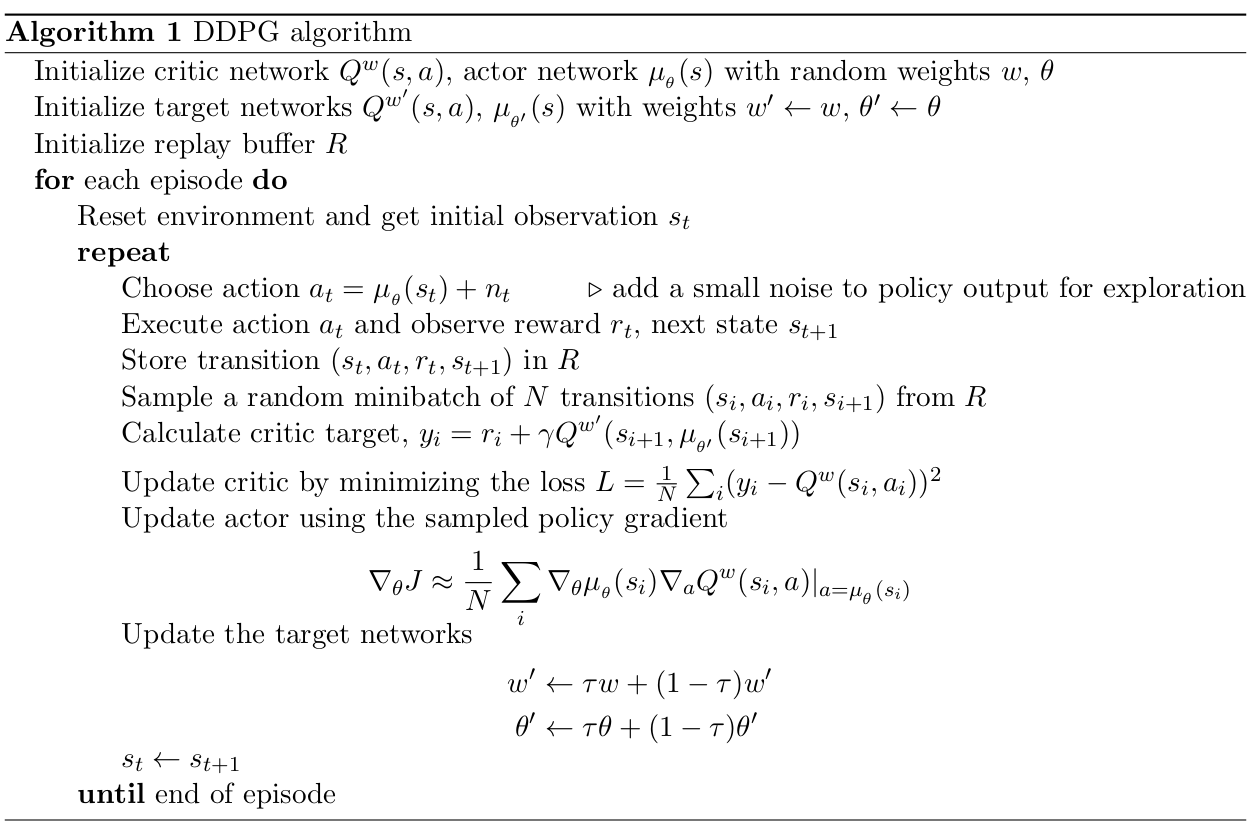 Algorithm 1 DDPG algorithm
Initialize critic network $Q^w(s, a)$, actor network $\mu_\theta(s)$ with random weights $w$, $\theta$
Initialize target networks $Q^{w'}(s, a)$, $\mu_{\theta'}(s)$ with weights $w' \leftarrow w$, $\theta' \leftarrow \theta$
Initialize replay buffer $R$
for each episode do
Reset environment and get initial observation $s_t$
repeat
Choose action $a_t = \mu_\theta(s_t) + n_t$ ▷ add a small noise to policy output for exploration
Execute action $a_t$ and observe reward $r_t$, next state $s_{t+1}$
Store transition $(s_t, a_t, r_t, s_{t+1})$ in $R$
Sample a random minibatch of $N$ transitions $(s_i, a_i, r_i, s_{i+1})$ from $R$
Calculate critic target, $y_i = r_i + \gamma Q^{w'}(s_{i+1}, \mu_{\theta'}(s_{i+1}))$
Update critic by minimizing the loss $L = \frac{1}{N} \sum_i (y_i - Q^w(s_i, a_i))^2$
Update actor using the sampled policy gradient
$\nabla_\theta J \approx \frac{1}{N} \sum_i \nabla_\theta \mu_\theta(s_i) \nabla_a Q^w(s_i, a)|_{a=\mu_\theta(s_i)}$
Update the target networks
$w' \leftarrow \tau w + (1 - \tau) w'$
$\theta' \leftarrow \tau \theta + (1 - \tau) \theta'$
$s_t \leftarrow s_{t+1}$
until end of episode